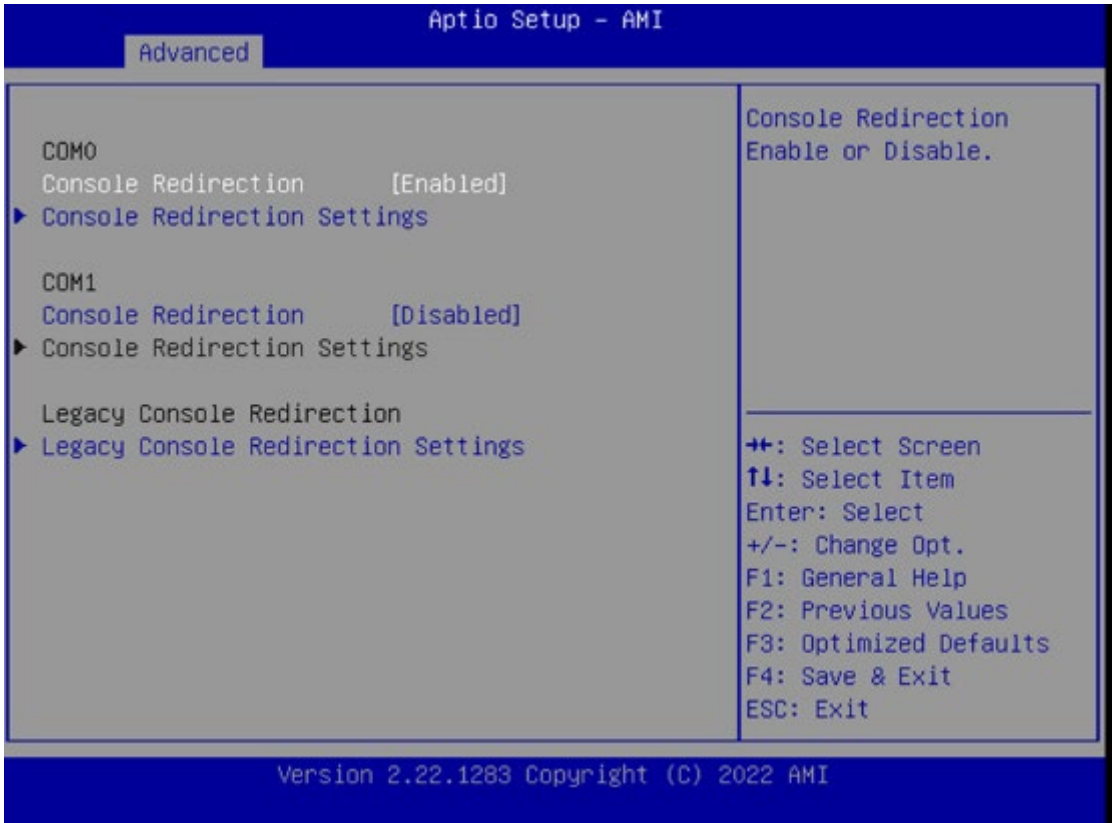 Aptio Setup – AMI
Advanced
COM0
Console Redirection [Enabled]
Console Redirection Settings
COM1
Console Redirection [Disabled]
Console Redirection Settings
Legacy Console Redirection
Legacy Console Redirection Settings
Console Redirection
Enable or Disable.
→←: Select Screen
↑↓: Select Item
Enter: Select
+/-: Change Opt.
F1: General Help
F2: Previous Values
F3: Optimized Defaults
F4: Save & Exit
ESC: Exit
Version 2.22.1283 Copyright (C) 2022 AMI